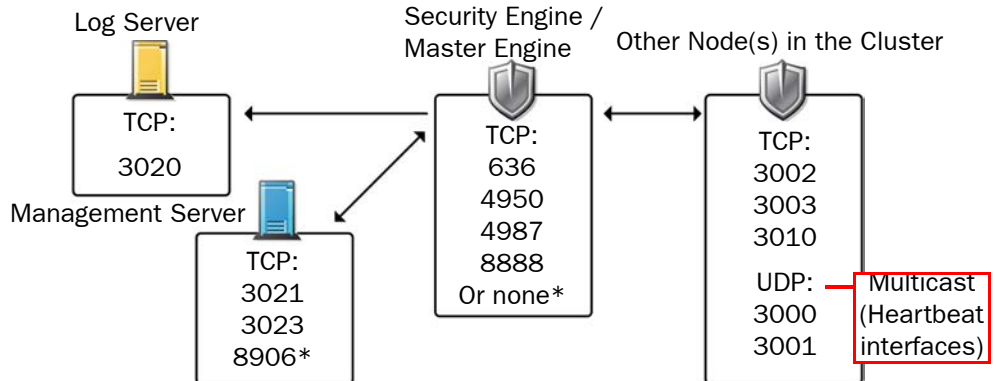 Log Server
TCP:
3020
Management Server
TCP:
3021
3023
8906*
Security Engine /
Master Engine
TCP:
636
4950
4987
8888
Or none*
Other Node(s) in the Cluster
TCP:
3002
3003
3010
UDP:
3000
3001
Multicast
(Heartbeat
interfaces)